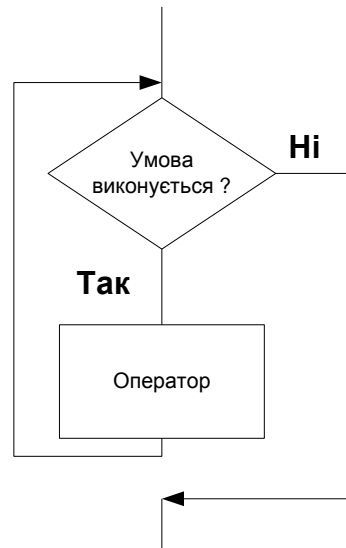 Умова
виконується ?
Ні
Так
Оператор